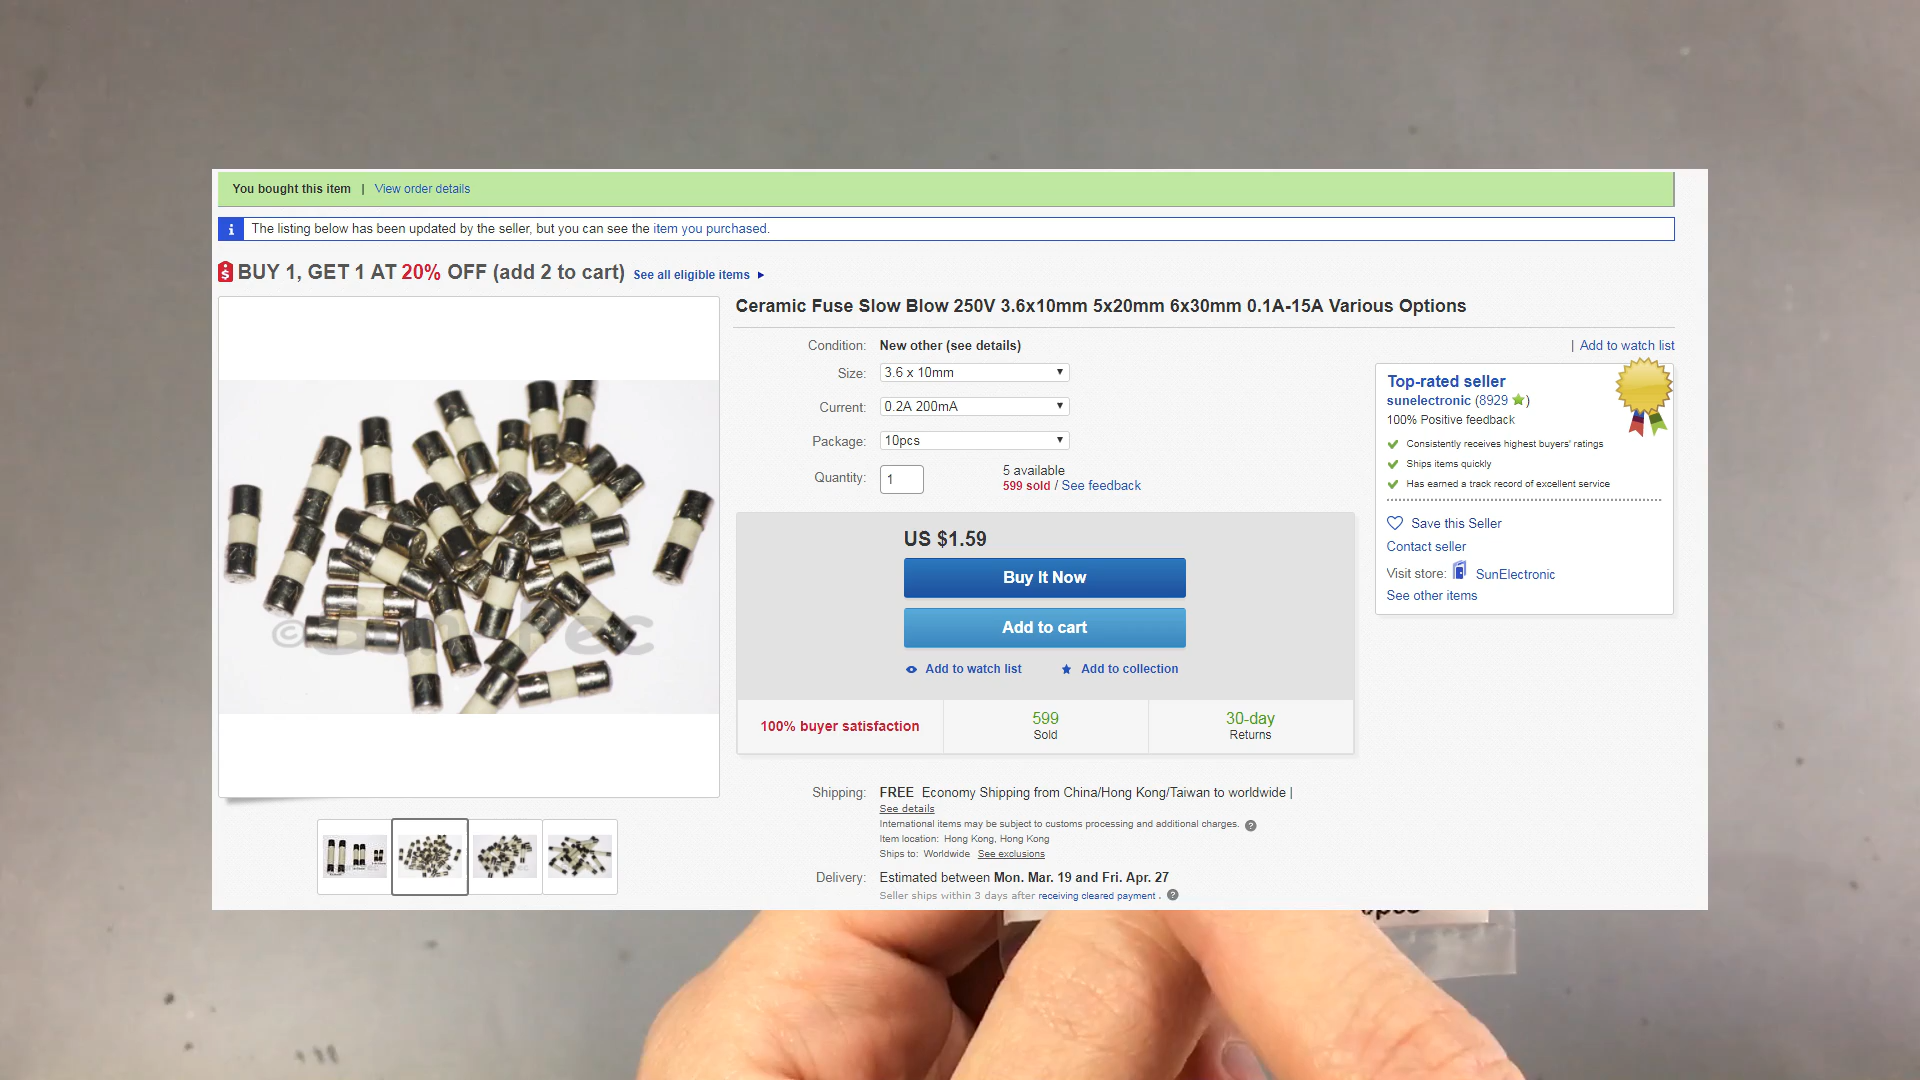 You bought this item | View order details
i The listing below has been updated by the seller, but you can see the item you purchased.
BUY 1, GET 1 AT 20% OFF (add 2 to cart) See all eligible items
Ceramic Fuse Slow Blow 250V 3.6x10mm 5x20mm 6x30mm 0.1A-15A Various Options
Condition: New other (see details)
| Add to watch list
Size: 3.6 x 10mm
Current: 0.2A 200mA
Package: 10pcs
Quantity: 1
5 available
599 sold / See feedback
US $1.59
Buy It Now
Add to cart
Add to watch list
Add to collection
100% buyer satisfaction
599
Sold
30-day
Returns
Shipping: FREE Economy Shipping from China/Hong Kong/Taiwan to worldwide |
See details
International items may be subject to customs processing and additional charges. ?
Item location: Hong Kong, Hong Kong
Ships to: Worldwide See exclusions
Delivery: Estimated between Mon. Mar. 19 and Fri. Apr. 27
Seller ships within 3 days after receiving cleared payment. ?
Top-rated seller
sunelectronic (8929)
100% Positive feedback
Consistently receives highest buyers' ratings
Ships items quickly
Has earned a track record of excellent service
Save this Seller
Contact seller
Visit store: SunElectronic
See other items